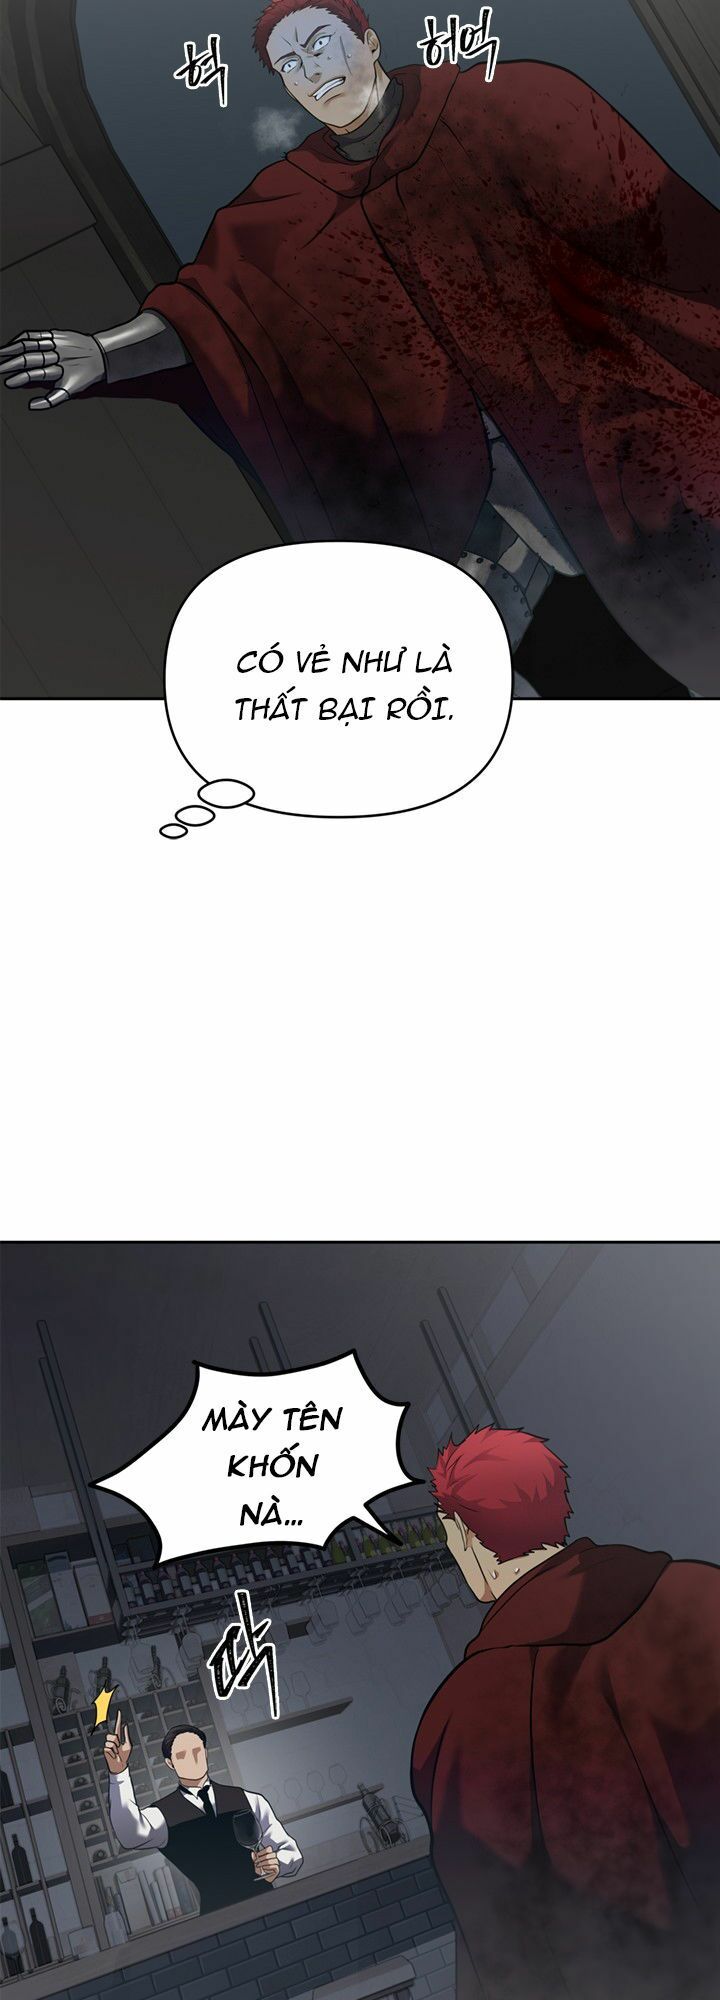 헉
허억
CÓ VẺ NHƯ LÀ
THẤT BẠI RỒI.
MÀY TÊN
KHỐN
NÀ...
딱